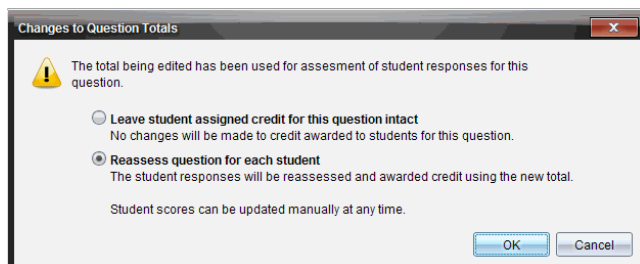 Changes to Question Totals
The total being edited has been used for assesment of student responses for this
question.
Leave student assigned credit for this question intact
No changes will be made to credit awarded to students for this question.
Reassess question for each student
The student responses will be reassessed and awarded credit using the new total.
Student scores can be updated manually at any time.
OK
Cancel